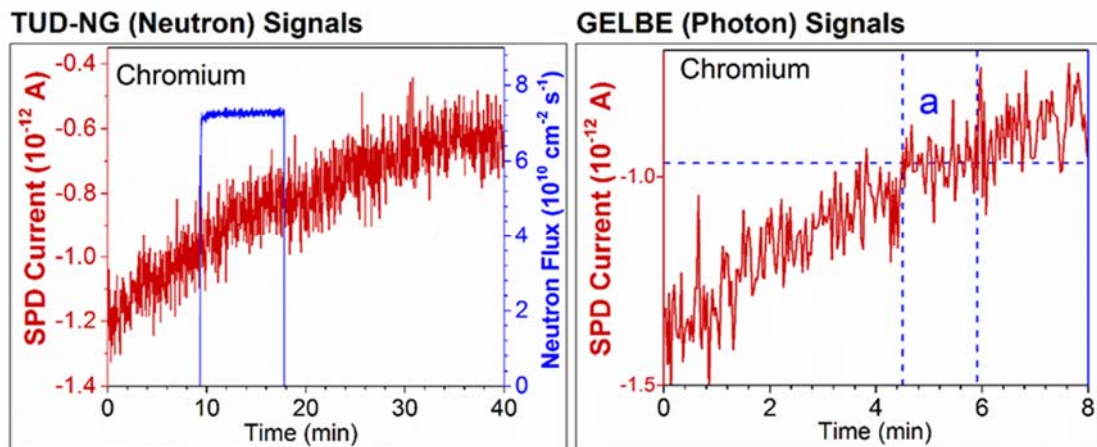 TUD-NG (Neutron) Signals
Chromium
SPD Current (10⁻¹² A)
-0.4
-0.6
-0.8
-1.0
-1.2
-1.4
0
10
20
30
40
Time (min)
8
6
4
2
0
Neutron Flux (10¹⁰ cm⁻² s⁻¹)
GELBE (Photon) Signals
Chromium
a
SPD Current (10⁻¹² A)
-1.0
-1.5
0
2
4
6
8
Time (min)